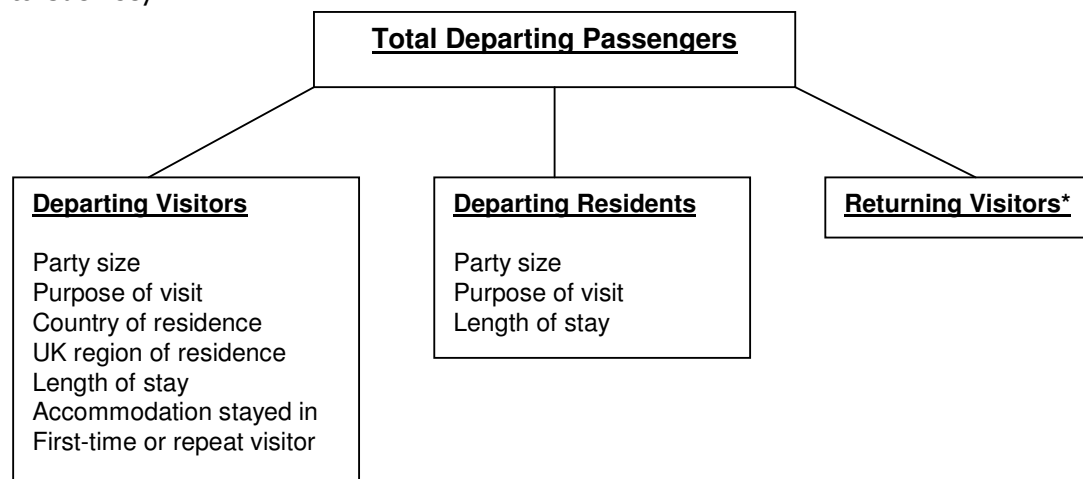 Total Departing Passengers
Departing Visitors
Party size
Purpose of visit
Country of residence
UK region of residence
Length of stay
Accommodation stayed in
First-time or repeat visitor
Departing Residents
Party size
Purpose of visit
Length of stay
Returning Visitors*